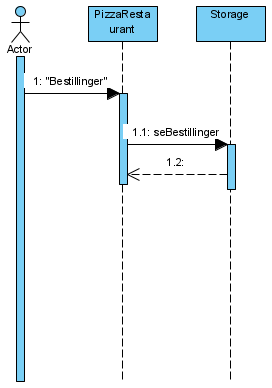 PizzaResta
urant
Storage
Actor
1: "Bestillinger"
1.1: seBestillinger
1.2: